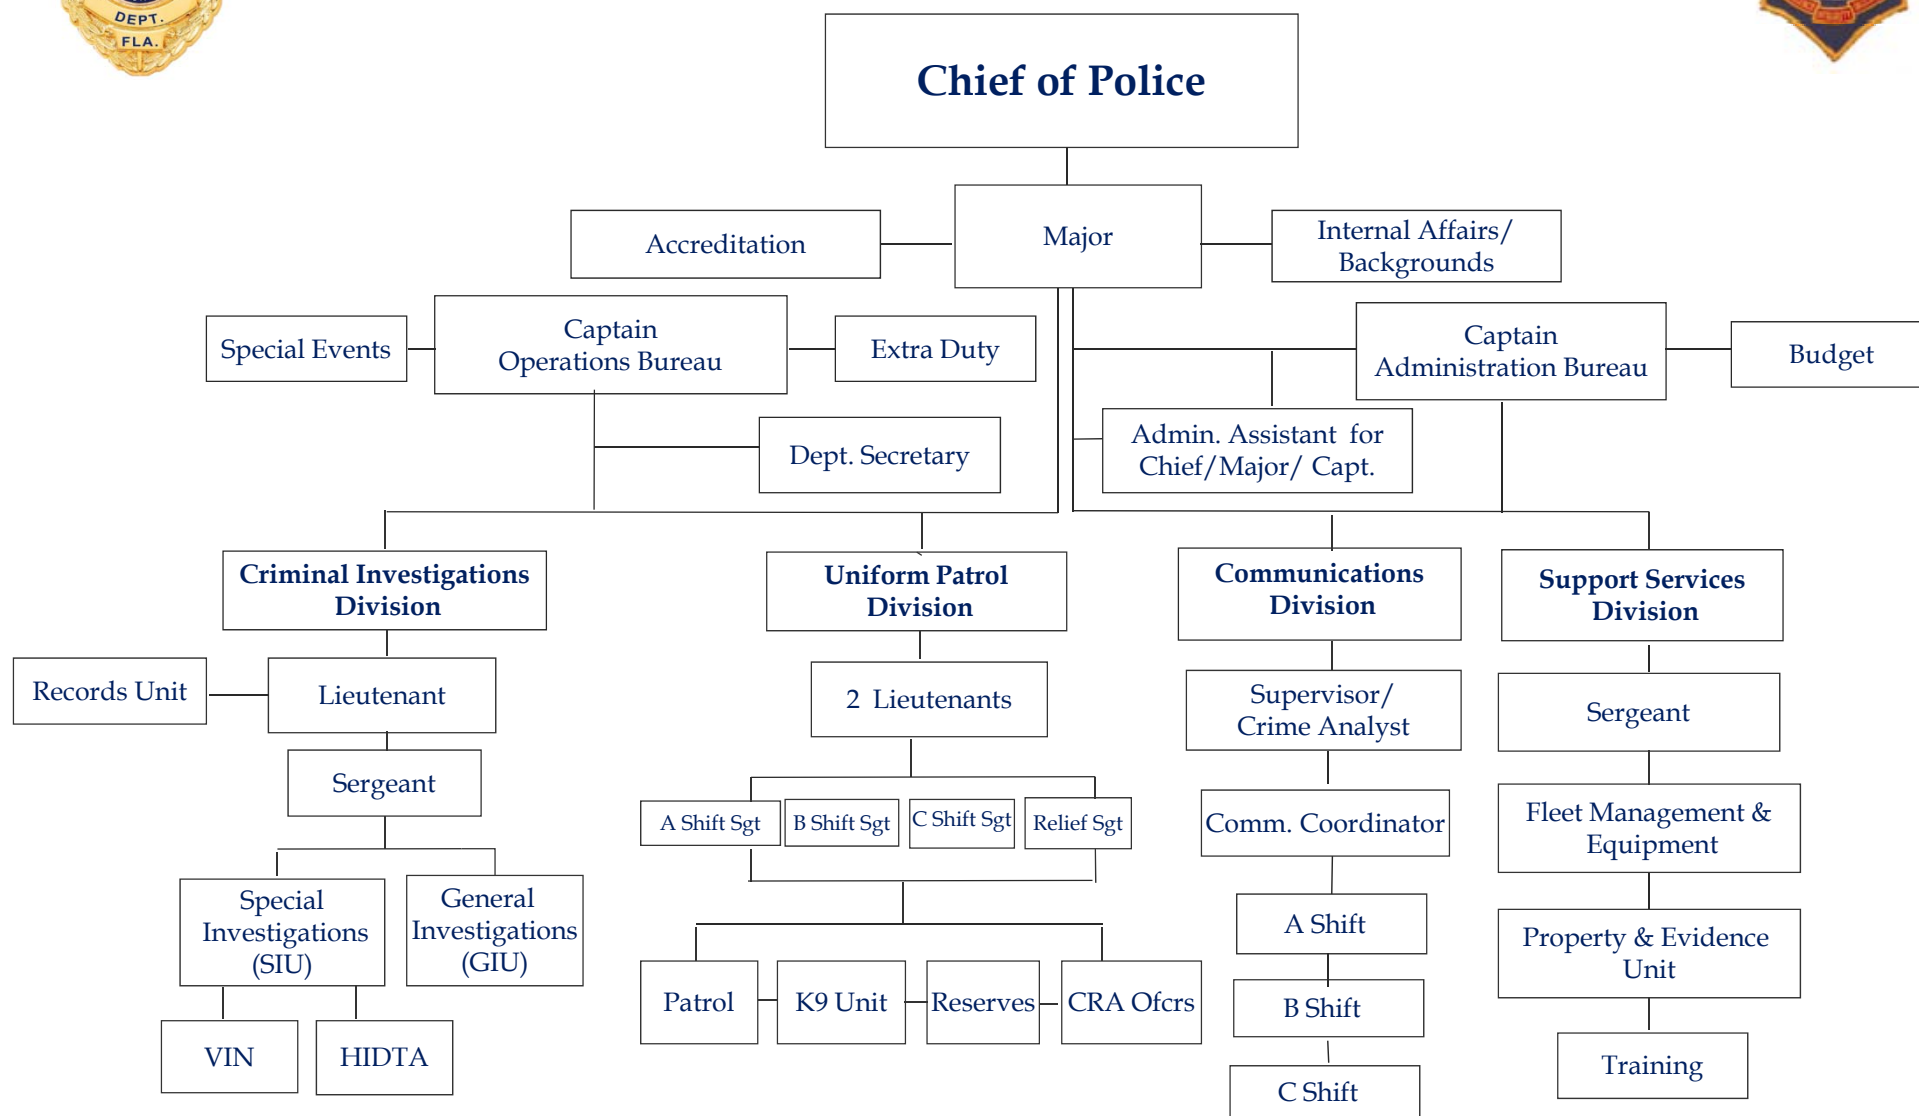 DEPT.
FLA.
Chief of Police
Accreditation
Major
Internal Affairs/
Backgrounds
Special Events
Captain
Operations Bureau
Extra Duty
Captain
Administration Bureau
Budget
Dept. Secretary
Admin. Assistant for
Chief/Major/ Capt.
Criminal Investigations
Division
Uniform Patrol
Division
Communications
Division
Support Services
Division
Records Unit
Lieutenant
2 Lieutenants
Supervisor/
Crime Analyst
Sergeant
Sergeant
A Shift Sgt
B Shift Sgt
C Shift Sgt
Relief Sgt
Comm. Coordinator
Fleet Management &
Equipment
Special
Investigations
(SIU)
General
Investigations
(GIU)
A Shift
Property & Evidence
Unit
Patrol
K9 Unit
Reserves
CRA Ofcrs
B Shift
VIN
HIDTA
C Shift
Training